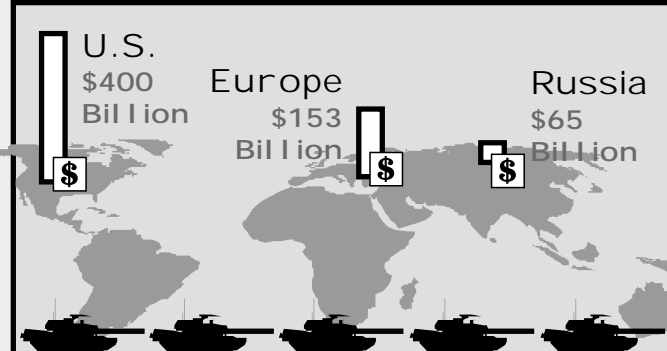 U.S.
$400
Billion
Europe
$153
Billion
Russia
$65
Billion
$
$
$